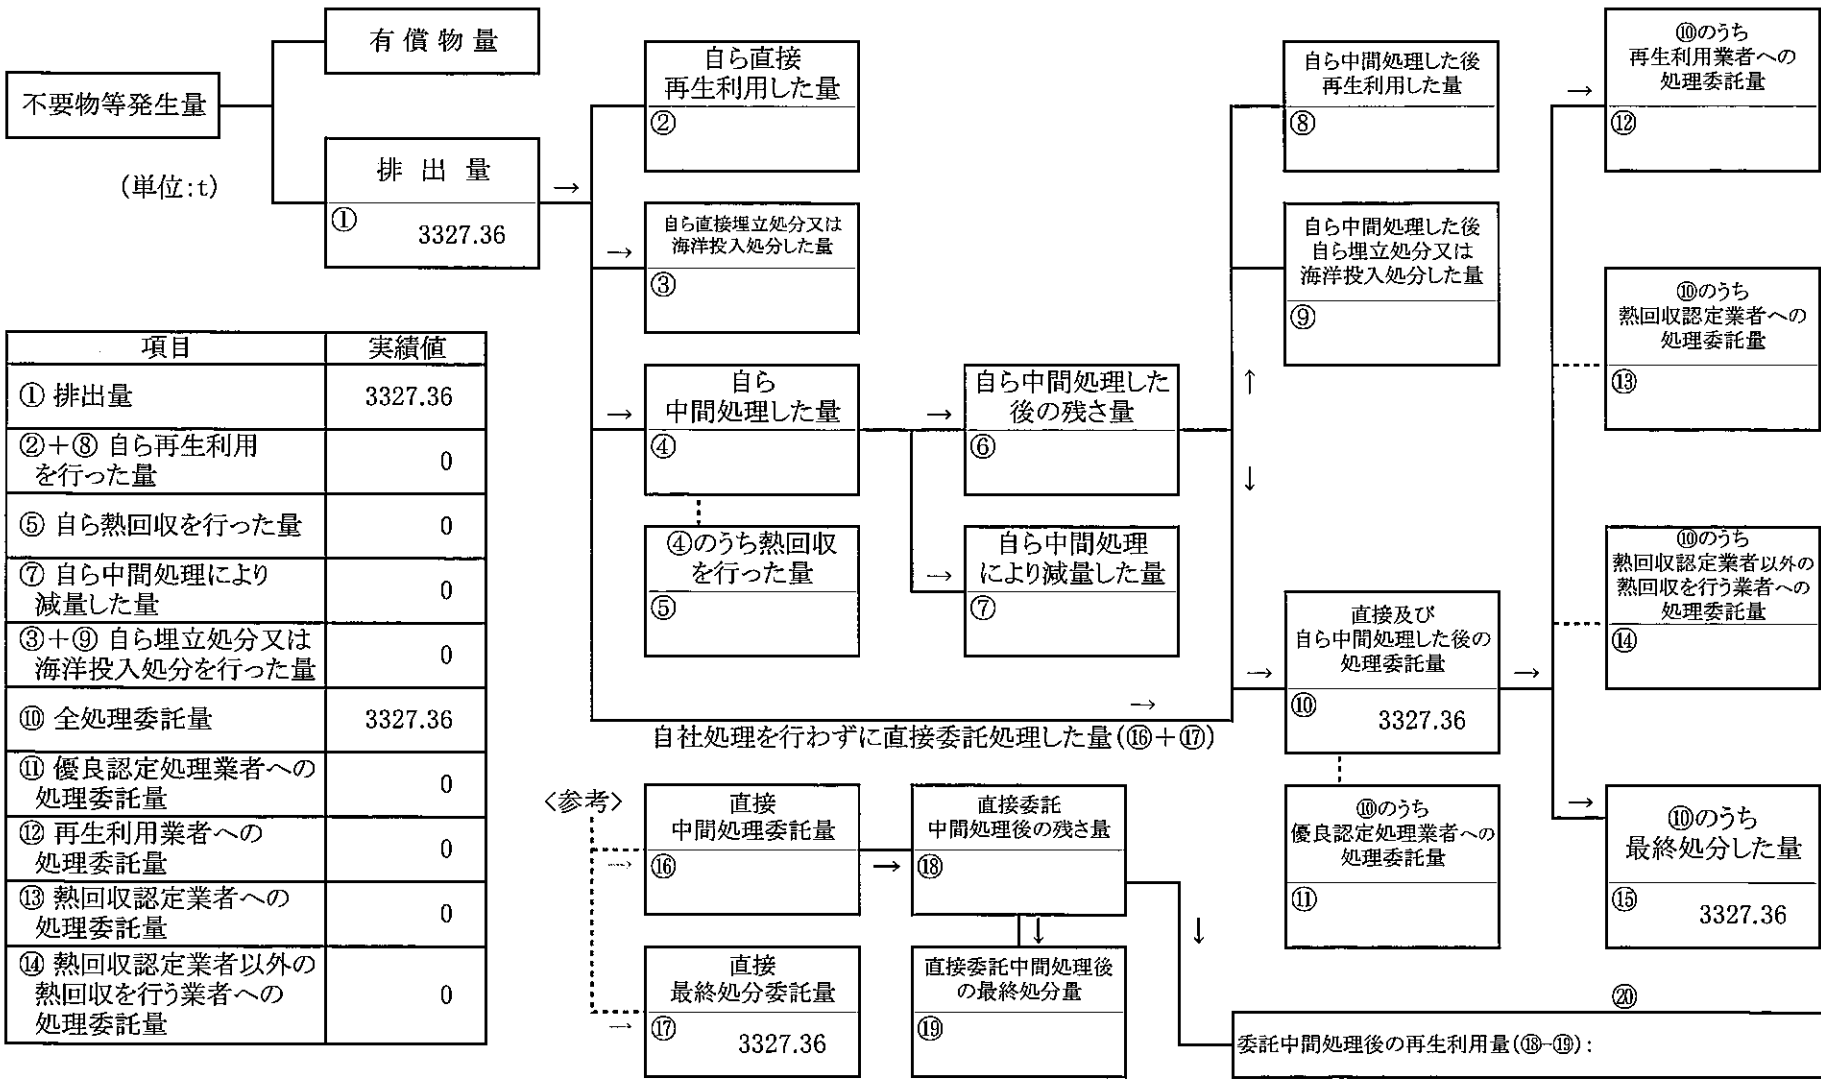 有償物量
不要物等発生量
(単位:t)
排出量
①
3327.36
→
自ら直接
再生利用した量
②
→
自ら直接埋立処分又は
海洋投入処分した量
③
→
自ら
中間処理した量
④
④のうち熱回収
を行った量
⑤
→
自ら中間処理した
後の残さ量
⑥
→
自ら中間処理
により減量した量
⑦
自ら中間処理した後
再生利用した量
⑧
自ら中間処理した後
自ら埋立処分又は
海洋投入処分した量
⑨
↑
↓
→
自社処理を行わずに直接委託処理した量(⑯+⑰)
→
直接及び
自ら中間処理した後の
処理委託量
⑩
3327.36
→
⑩のうち
優良認定処理業者への
処理委託量
⑪
→
⑩のうち
再生利用業者への
処理委託量
⑫
⑩のうち
熱回収認定業者への
処理委託量
⑬
⑩のうち
熱回収認定業者以外の
熱回収を行う業者への
処理委託量
⑭
→
⑩のうち
最終処分した量
⑮
3327.36
項目 実績値
① 排出量 3327.36
②+⑧ 自ら再生利用
を行った量 0
⑤ 自ら熱回収を行った量 0
⑦ 自ら中間処理により
減量した量 0
③+⑨ 自ら埋立処分又は
海洋投入処分を行った量 0
⑩ 全処理委託量 3327.36
⑪ 優良認定処理業者への
処理委託量 0
⑫ 再生利用業者への
処理委託量 0
⑬ 熱回収認定業者への
処理委託量 0
⑭ 熱回収認定業者以外の
熱回収を行う業者への
処理委託量 0
〈参考〉
→
直接
中間処理委託量
⑯
→
直接委託
中間処理後の残さ量
⑱
→
直接
最終処分委託量
⑰
3327.36
↓
直接委託中間処理後
の最終処分量
⑲
↓
⑳
委託中間処理後の再生利用量(⑱-⑲):